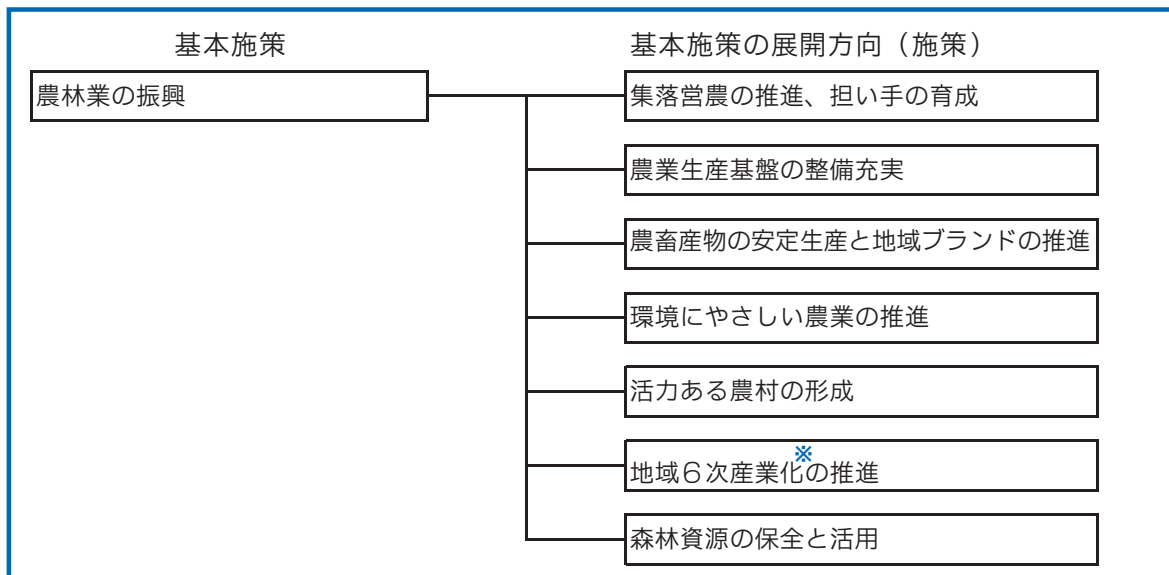 基本施策
基本施策の展開方向（施策）
農林業の振興
集落営農の推進、担い手の育成
農業生産基盤の整備充実
農畜産物の安定生産と地域ブランドの推進
環境にやさしい農業の推進
活力ある農村の形成
地域６次産業化※の推進
森林資源の保全と活用